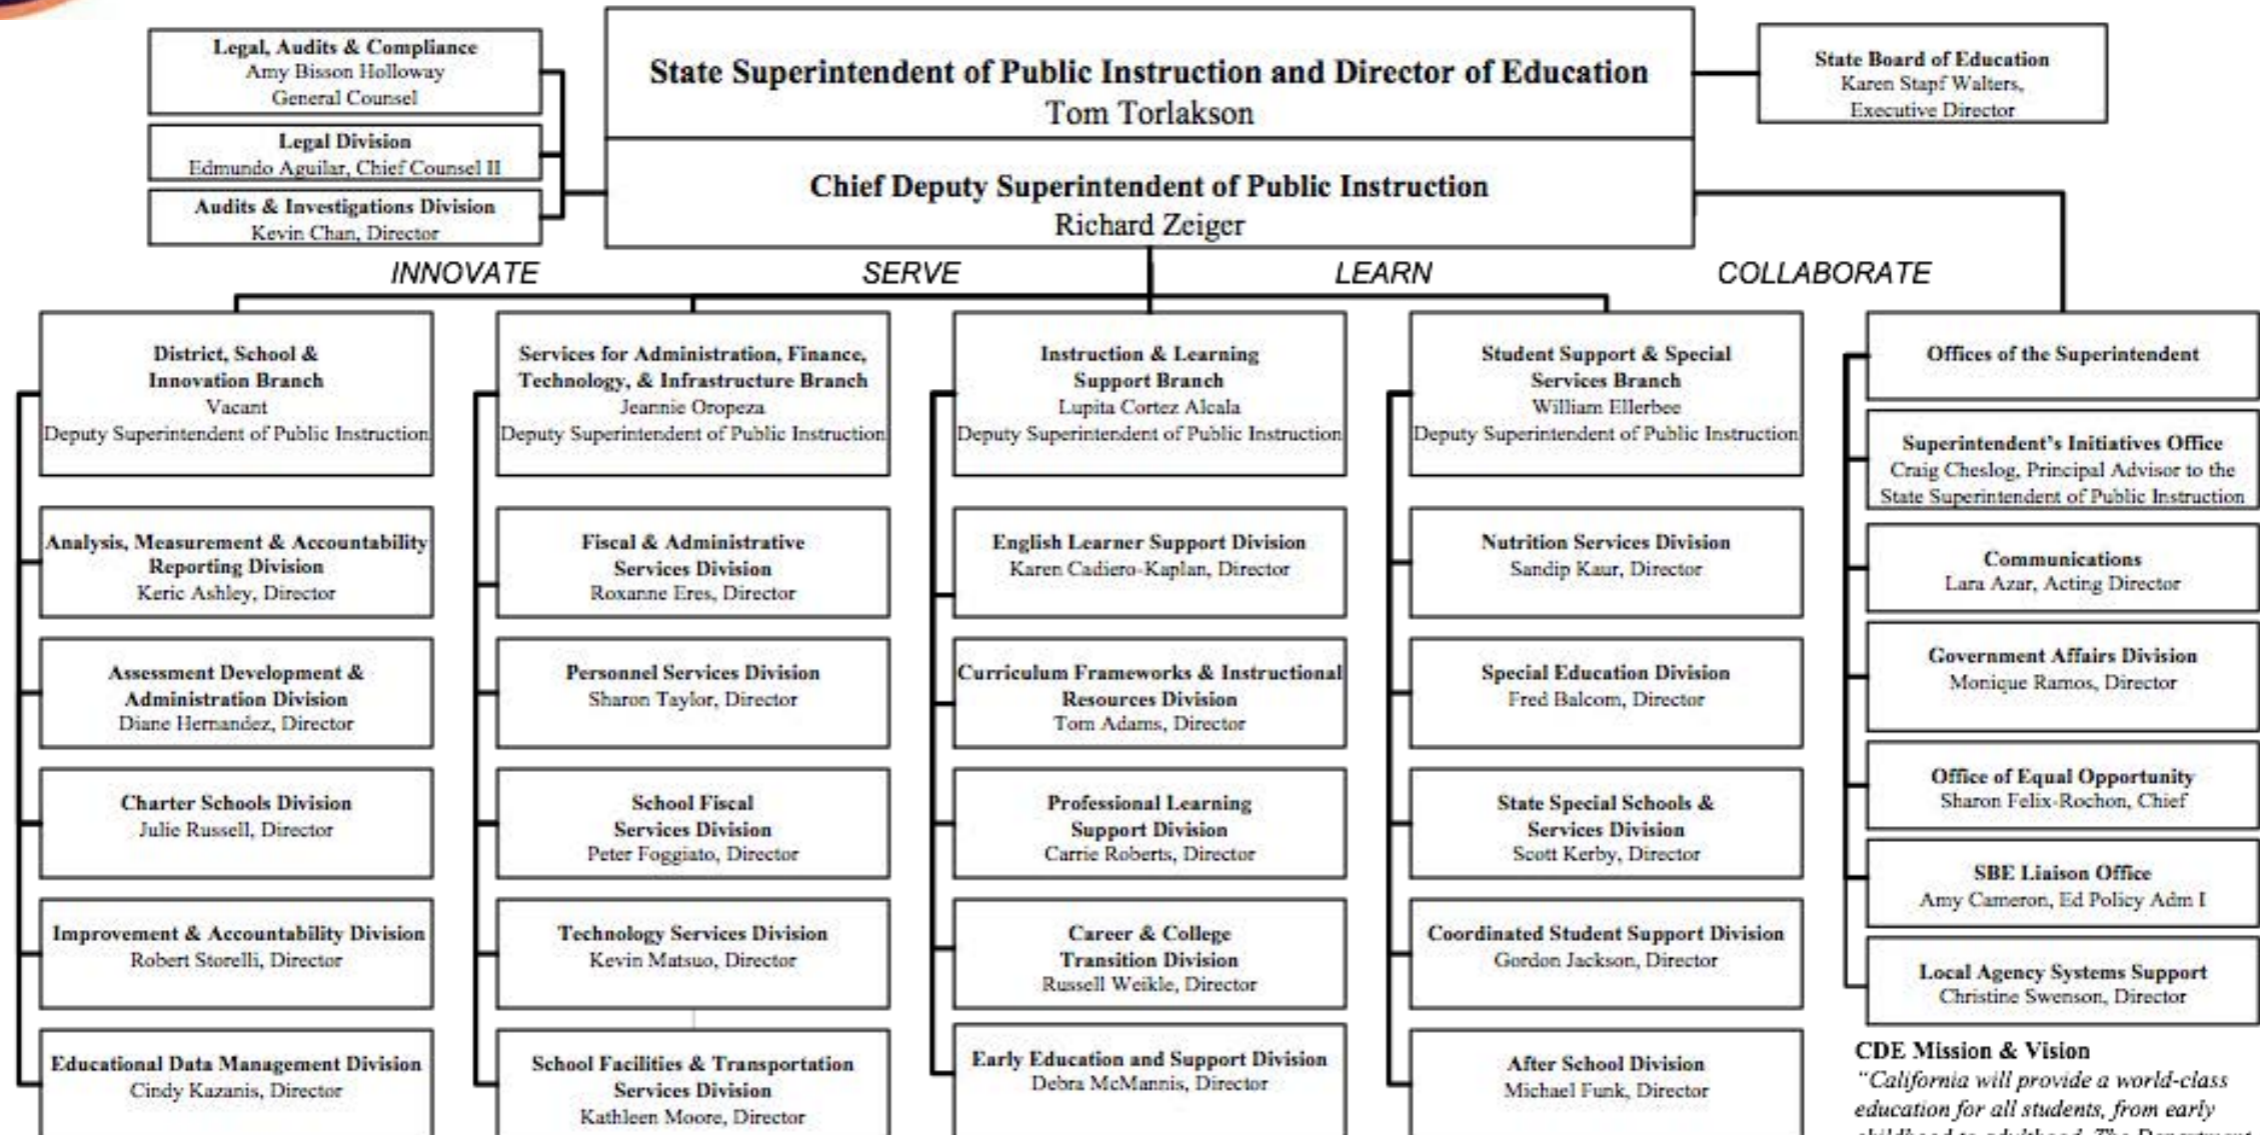 Legal, Audits & Compliance
Amy Bisson Holloway
General Counsel
Legal Division
Edmundo Aguilar, Chief Counsel II
Audits & Investigations Division
Kevin Chan, Director
State Superintendent of Public Instruction and Director of Education
Tom Torlakson
Chief Deputy Superintendent of Public Instruction
Richard Zeiger
State Board of Education
Karen Stapf Walters,
Executive Director
INNOVATE
SERVE
LEARN
COLLABORATE
District, School &
Innovation Branch
Vacant
Deputy Superintendent of Public Instruction
Analysis, Measurement & Accountability
Reporting Division
Keric Ashley, Director
Assessment Development &
Administration Division
Diane Hernandez, Director
Charter Schools Division
Julie Russell, Director
Improvement & Accountability Division
Robert Storelli, Director
Educational Data Management Division
Cindy Kazanis, Director
Services for Administration, Finance,
Technology, & Infrastructure Branch
Jeannie Oropeza
Deputy Superintendent of Public Instruction
Fiscal & Administrative
Services Division
Roxanne Eres, Director
Personnel Services Division
Sharon Taylor, Director
School Fiscal
Services Division
Peter Foggiato, Director
Technology Services Division
Kevin Matsuo, Director
School Facilities & Transportation
Services Division
Kathleen Moore, Director
Instruction & Learning
Support Branch
Lupita Cortez Alcala
Deputy Superintendent of Public Instruction
English Learner Support Division
Karen Cadiero-Kaplan, Director
Curriculum Frameworks & Instructional
Resources Division
Tom Adams, Director
Professional Learning
Support Division
Carrie Roberts, Director
Career & College
Transition Division
Russell Weikle, Director
Early Education and Support Division
Debra McMannis, Director
Student Support & Special
Services Branch
William Ellerbee
Deputy Superintendent of Public Instruction
Nutrition Services Division
Sandip Kaur, Director
Special Education Division
Fred Balcom, Director
State Special Schools &
Services Division
Scott Kerby, Director
Coordinated Student Support Division
Gordon Jackson, Director
After School Division
Michael Funk, Director
Offices of the Superintendent
Superintendent's Initiatives Office
Craig Cheslog, Principal Advisor to the
State Superintendent of Public Instruction
Communications
Lara Azar, Acting Director
Government Affairs Division
Monique Ramos, Director
Office of Equal Opportunity
Sharon Felix-Rochon, Chief
SBE Liaison Office
Amy Cameron, Ed Policy Adm I
Local Agency Systems Support
Christine Swenson, Director
CDE Mission & Vision
"California will provide a world-class
education for all students, from early